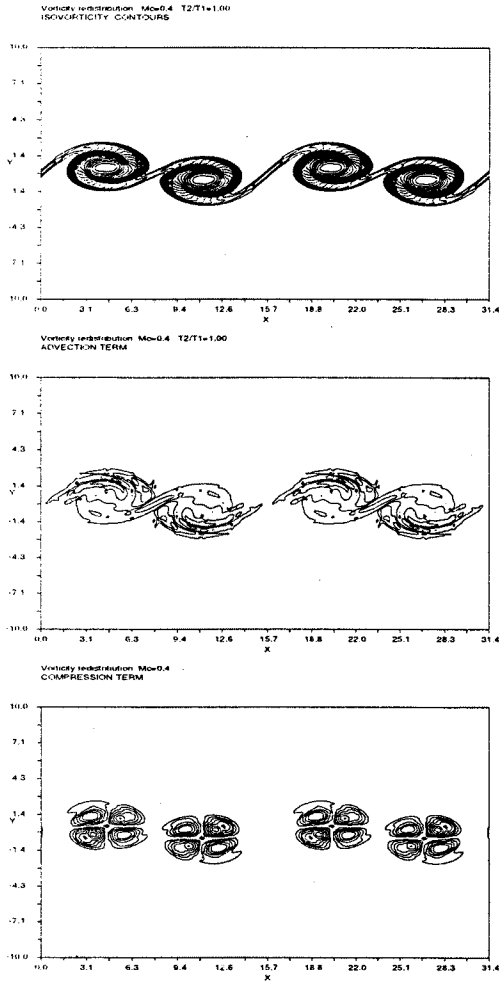 Vorticity redistribution Mc=0.4 T2/T1=1.00
ISOVORTICITY CONTOURS
10.0
7.1
4.3
1.4
Y
-1.4
-4.3
-7.1
-10.0
0.0 3.1 6.3 9.4 12.6 15.7 18.8 22.0 25.1 28.3 31.4
X
Vorticity redistribution Mc=0.4 T2/T1=1.00
ADVECTION TERM
10.0
7.1
4.3
1.4
Y
-1.4
-4.3
-7.1
-10.0
0.0 3.1 6.3 9.4 12.6 15.7 18.8 22.0 25.1 28.3 31.4
X
Vorticity redistribution Mc=0.4
COMPRESSION TERM
10.0
7.1
4.3
1.4
Y
-1.4
-4.3
-7.1
-10.0
0.0 3.1 6.3 9.4 12.6 15.7 18.8 22.0 25.1 28.3 31.4
X